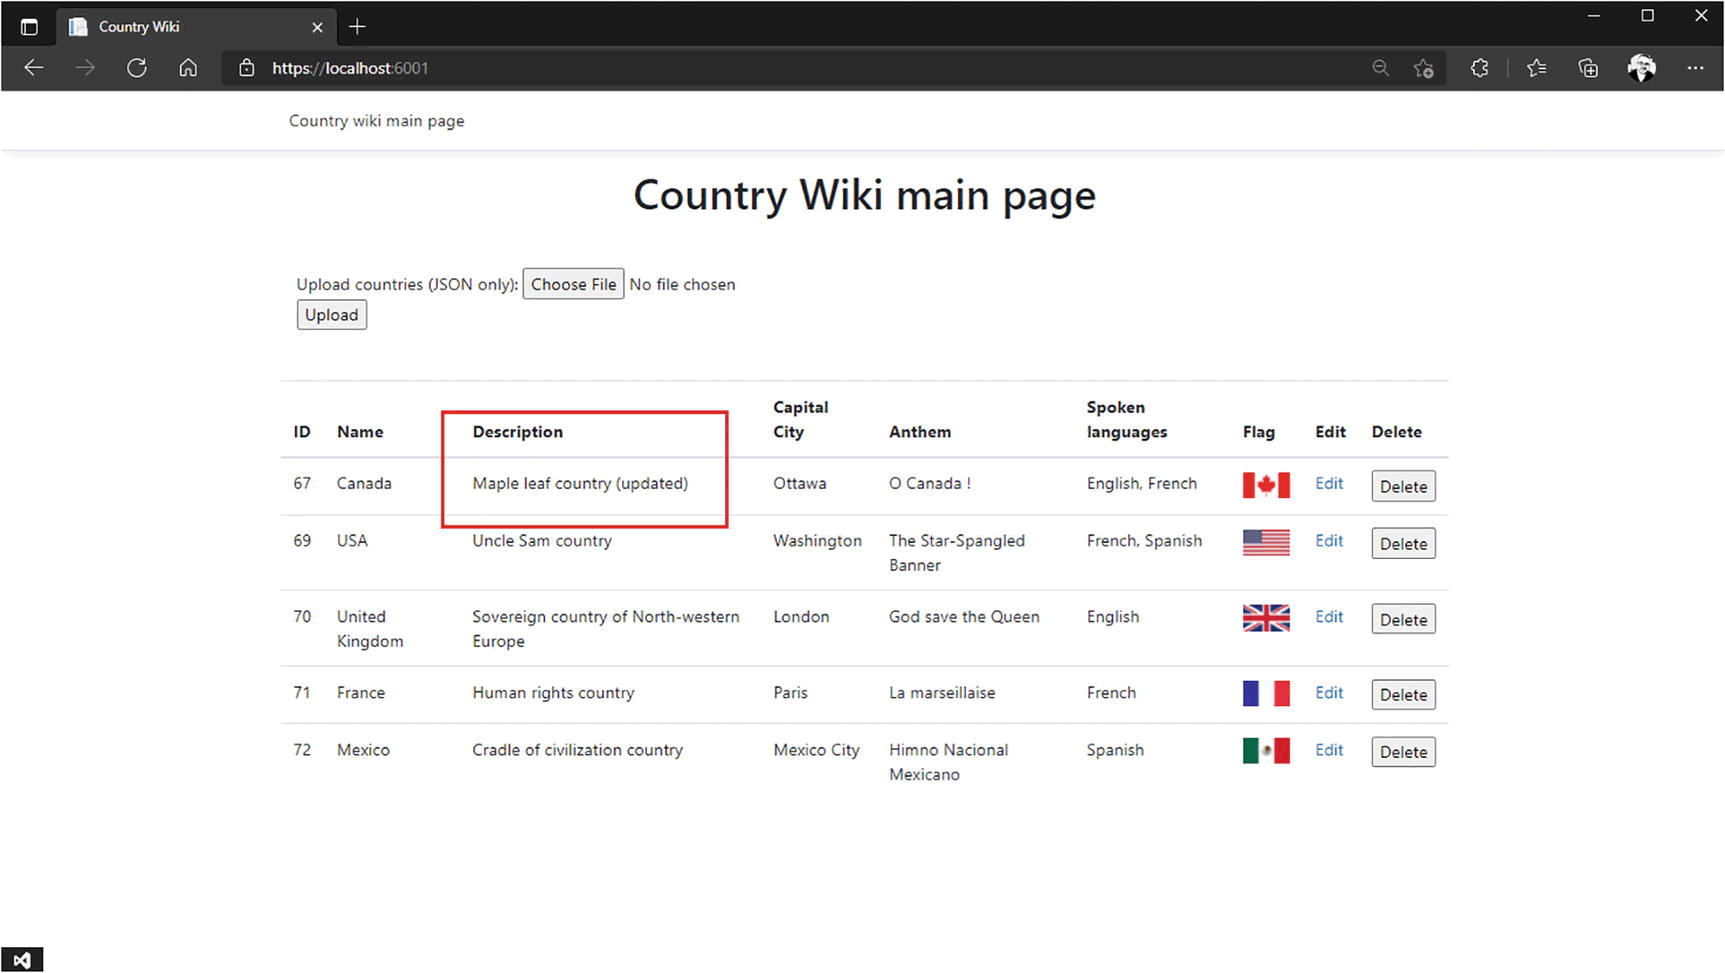 Country Wiki
https://localhost:6001
Country wiki main page
Country Wiki main page
Upload countries (JSON only): Choose File No file chosen
Upload
ID Name Description Capital City Anthem Spoken languages Flag Edit Delete
67 Canada Maple leaf country (updated) Ottawa O Canada ! English, French Edit Delete
69 USA Uncle Sam country Washington The Star-Spangled Banner French, Spanish Edit Delete
70 United Kingdom Sovereign country of North-western Europe London God save the Queen English Edit Delete
71 France Human rights country Paris La marseillaise French Edit Delete
72 Mexico Cradle of civilization country Mexico City Himno Nacional Mexicano Spanish Edit Delete